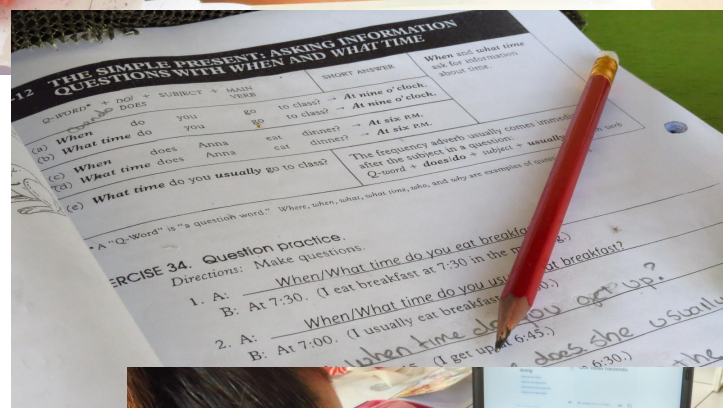 -12 THE SIMPLE PRESENT: ASKING INFORMATION
QUESTIONS WITH WHEN AND WHAT TIME
Q-WORD* + DO/ + SUBJECT + MAIN
DOES VERB
SHORT ANSWER
When and what time
ask for information
about time.
cuando
(a) When do you go to class? → At nine o'clock.
(b) What time do you go to class? → At nine o'clock.
(c) When does Anna eat dinner? → At six P.M.
(d) What time does Anna eat dinner? → At six P.M.
(e) What time do you usually go to class?
The frequency adverb usually comes
after the subject in a question:
Q-word + does/do + subject + usually verb
*A "Q-Word" is "a question word." Where, when, what, what time, who, and why are examples of
ERCISE 34. Question practice.
Directions: Make questions.
1. A: When/What time do you eat breakfast
B: At 7:30. (I eat breakfast at 7:30 in the
2. A: When/What time do you breakfast?
B: At 7:00. (I usually eat breakfast
when time do you get up?
(I get up at 6:45.)
does she usually
6:30.)
the